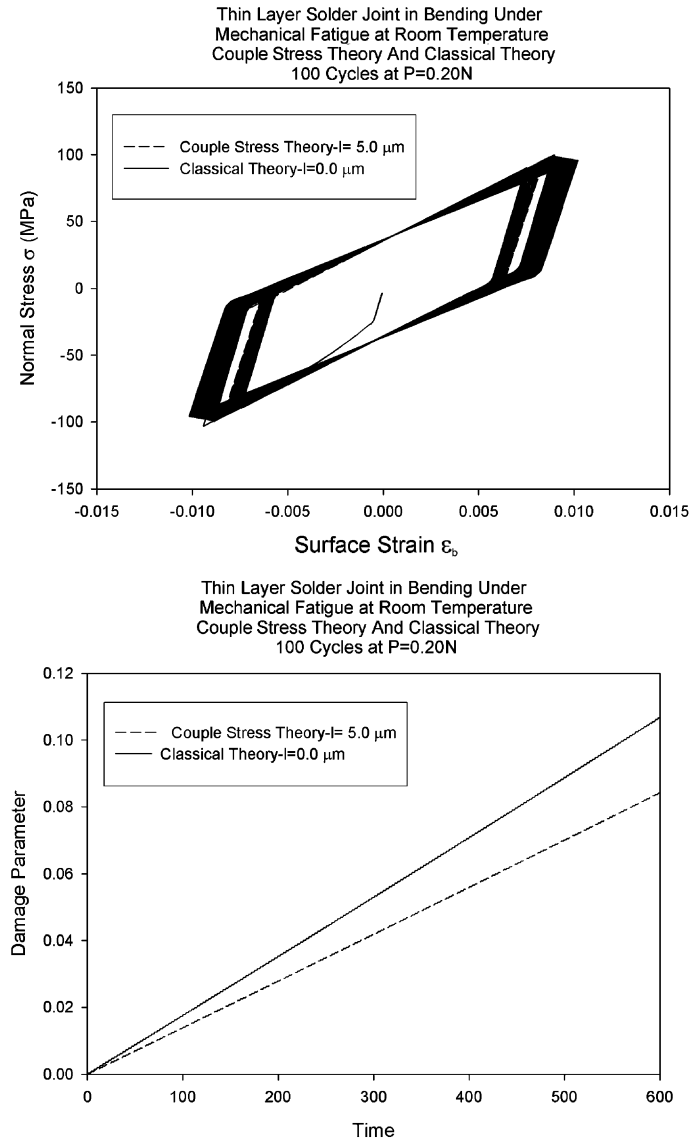 Thin Layer Solder Joint in Bending Under
Mechanical Fatigue at Room Temperature
Couple Stress Theory And Classical Theory
100 Cycles at P=0.20N
150
100
50
0
-50
-100
-150
Normal Stress σ (MPa)
Couple Stress Theory-l= 5.0 μm
Classical Theory-l=0.0 μm
-0.015 -0.010 -0.005 0.000 0.005 0.010 0.015
Surface Strain εb
Thin Layer Solder Joint in Bending Under
Mechanical Fatigue at Room Temperature
Couple Stress Theory And Classical Theory
100 Cycles at P=0.20N
0.12
0.10
0.08
0.06
0.04
0.02
0.00
Damage Parameter
Couple Stress Theory-l= 5.0 μm
Classical Theory-l=0.0 μm
0 100 200 300 400 500 600
Time